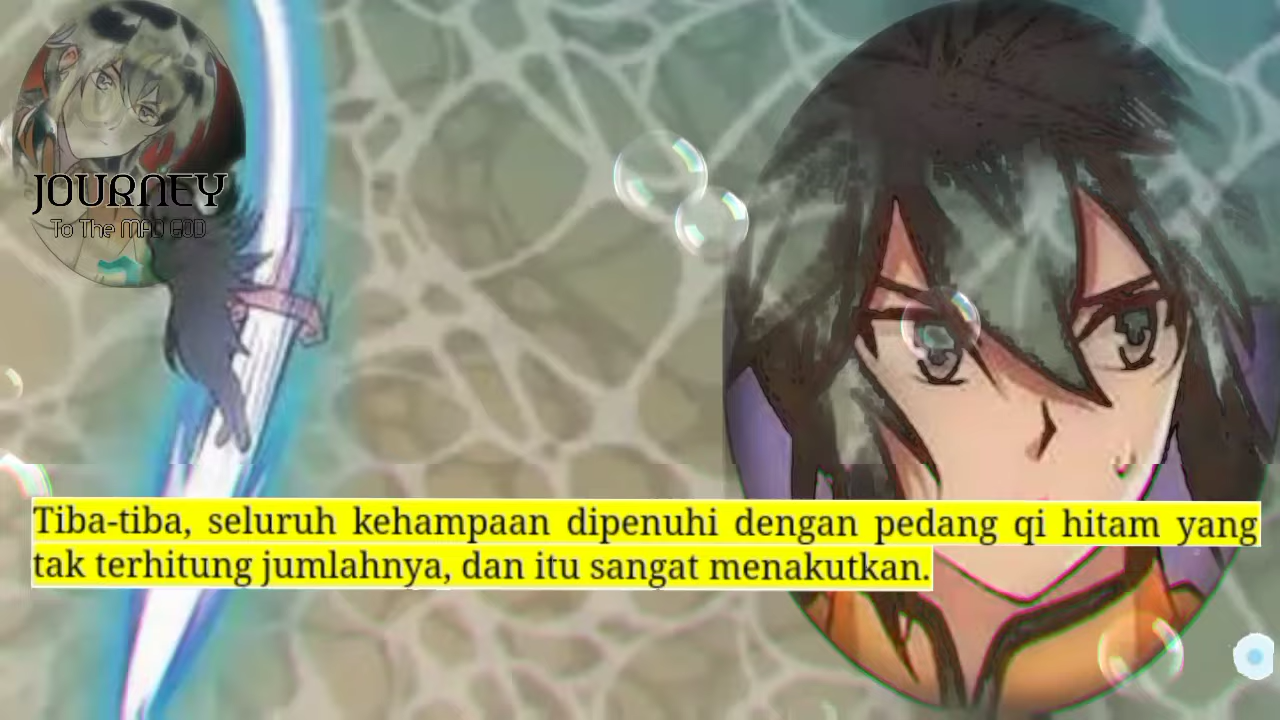 JOURNEY
To The MAD GOD
Tiba-tiba, seluruh kehampaan dipenuhi dengan pedang qi hitam yang
tak terhitung jumlahnya, dan itu sangat menakutkan.